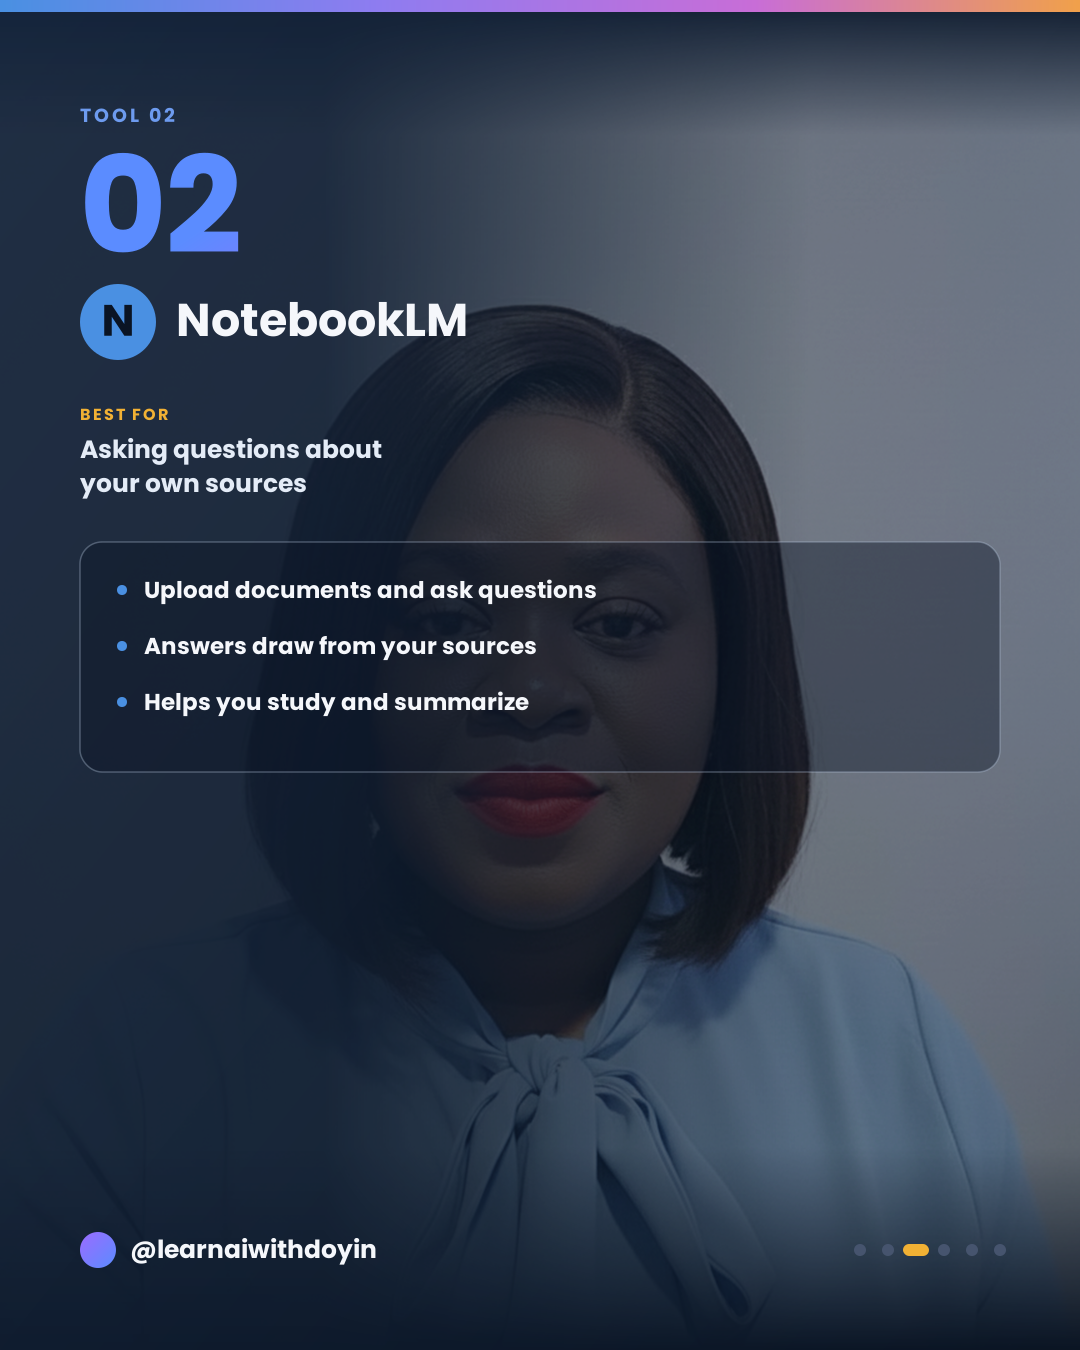 TOOL 02
02
N NotebookLM
BEST FOR
Asking questions about
your own sources
Upload documents and ask questions
Answers draw from your sources
Helps you study and summarize
@learnaiwithdoyin